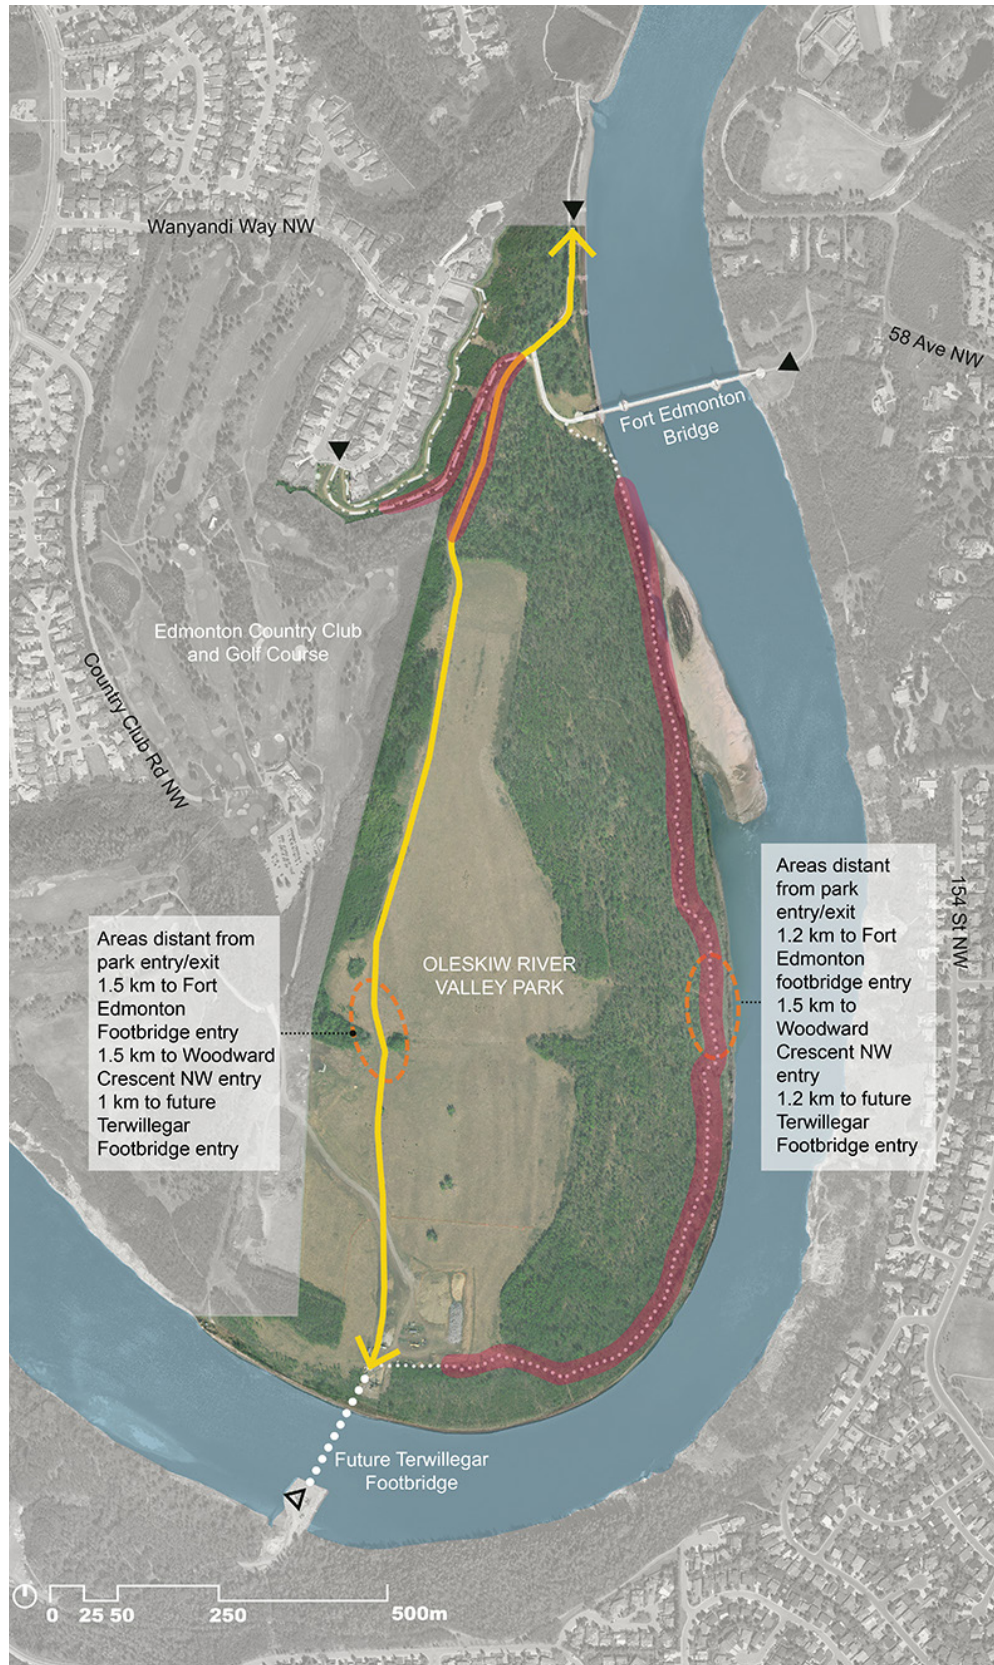 Wanyandi Way NW
58 Ave NW
Fort Edmonton
Bridge
Edmonton Country Club
and Golf Course
Country Club Rd NW
Areas distant
from park
entry/exit
1.2 km to Fort
Edmonton
footbridge entry
1.5 km to
Woodward
Crescent NW
entry
1.2 km to future
Terwillegar
Footbridge entry
154 St NW
Areas distant from
park entry/exit
1.5 km to Fort
Edmonton
Footbridge entry
1.5 km to Woodward
Crescent NW entry
1 km to future
Terwillegar
Footbridge entry
OLESKIW RIVER
VALLEY PARK
Future Terwillegar
Footbridge
0 25 50 250 500m